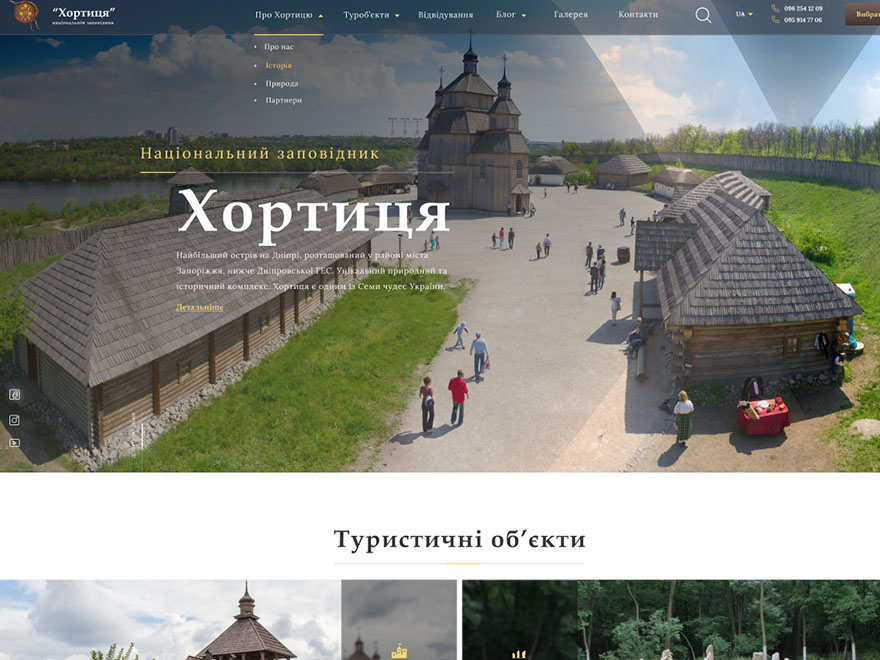 “Хортиця”
національний заповідник
Про Хортицю
Туроб'єкти
Відвідування
Блог
Галерея
Контакти
UA
096 254 12 09
095 914 77 06
Про нас
Історія
Природа
Партнери
Національний заповідник
Хортиця
Найбільший острів на Дніпрі, розташований у районі міста
Запоріжжя, нижче Дніпровської ГЕС. Унікальний природний та
історичний комплекс. Хортиця є одним із Семи чудес України.
Детальніше
Туристичні об’єкти